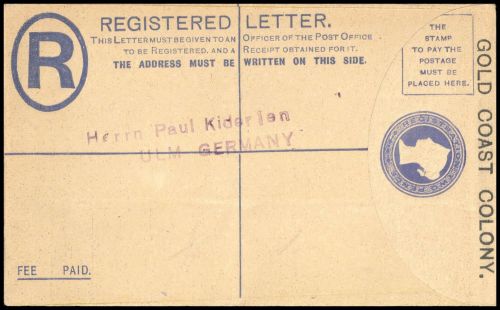 REGISTERED LETTER.
THIS LETTER MUST BE GIVEN TO AN OFFICER OF THE POST OFFICE
TO BE REGISTERED, AND A RECEIPT OBTAINED FOR IT.
THE ADDRESS MUST BE WRITTEN ON THIS SIDE.
R
THE
STAMP
TO PAY THE
POSTAGE
MUST BE
PLACED HERE.
GOLD COAST COLONY.
Herrn Paul Kiderlen
ULM GERMANY
REGISTRATION
FEE PAID.